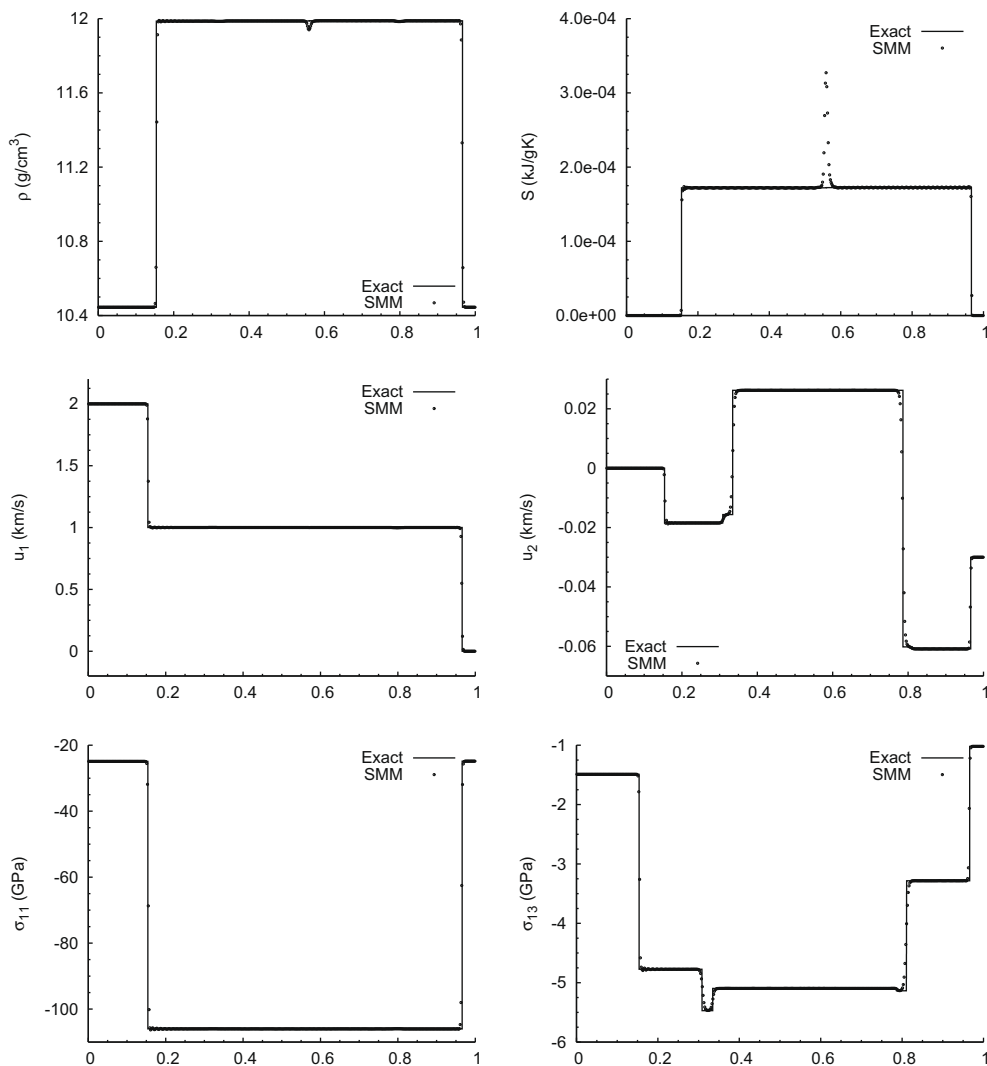 12
11.6
11.2
10.8
10.4
ρ (g/cm³)
Exact
SMM
0 0.2 0.4 0.6 0.8 1
4.0e-04
3.0e-04
2.0e-04
1.0e-04
0.0e+00
S (kJ/gK)
Exact
SMM
0 0.2 0.4 0.6 0.8 1
2
1.5
1
0.5
0
u₁ (km/s)
Exact
SMM
0 0.2 0.4 0.6 0.8 1
0.02
0
-0.02
-0.04
-0.06
u₂ (km/s)
Exact
SMM
0 0.2 0.4 0.6 0.8 1
-20
-40
-60
-80
-100
σ₁₁ (GPa)
Exact
SMM
0 0.2 0.4 0.6 0.8 1
-1
-2
-3
-4
-5
-6
σ₁₃ (GPa)
Exact
SMM
0 0.2 0.4 0.6 0.8 1